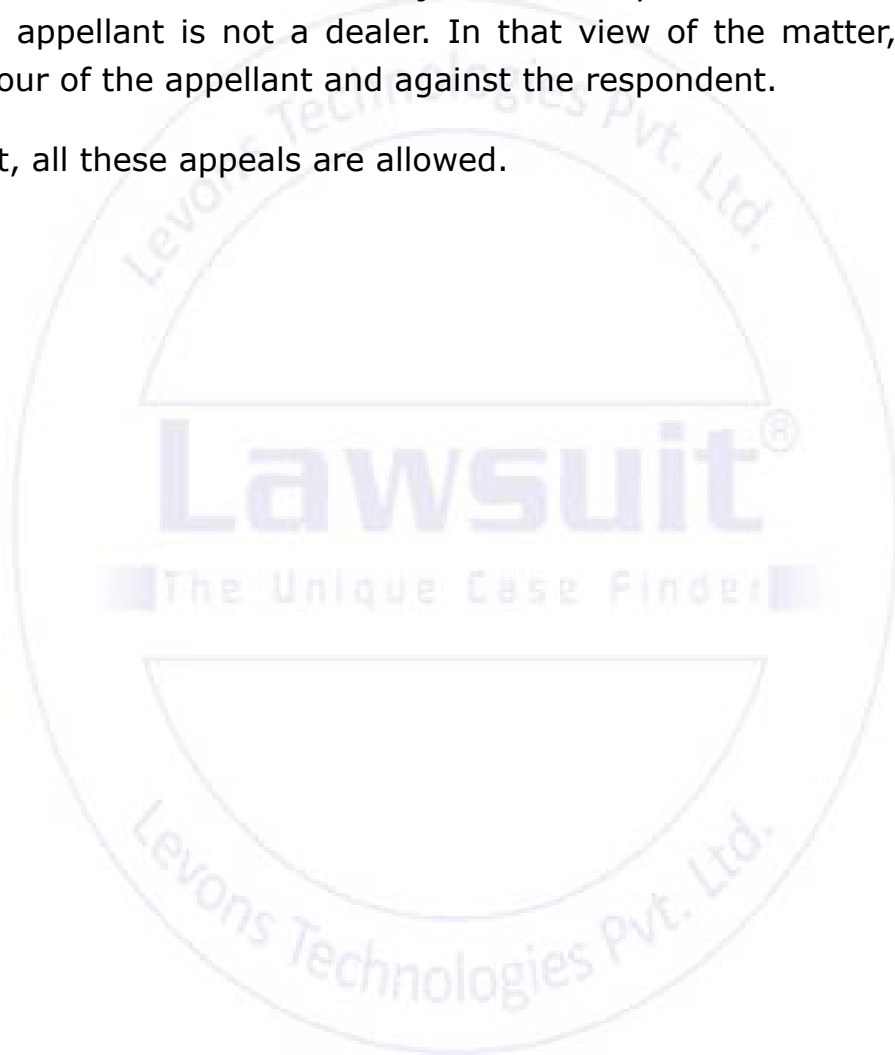 appellant is not a dealer. In that view of the matter,
our of the appellant and against the respondent.
t, all these appeals are allowed.
Levons Technologies Pvt. Ltd.
Lawsuit®
The Unique Case Finder
Levons Technologies Pvt. Ltd.